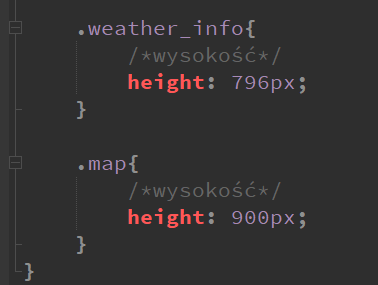 .weather_info{
/*wysokość*/
height: 796px;
}
.map{
/*wysokość*/
height: 900px;
}
}